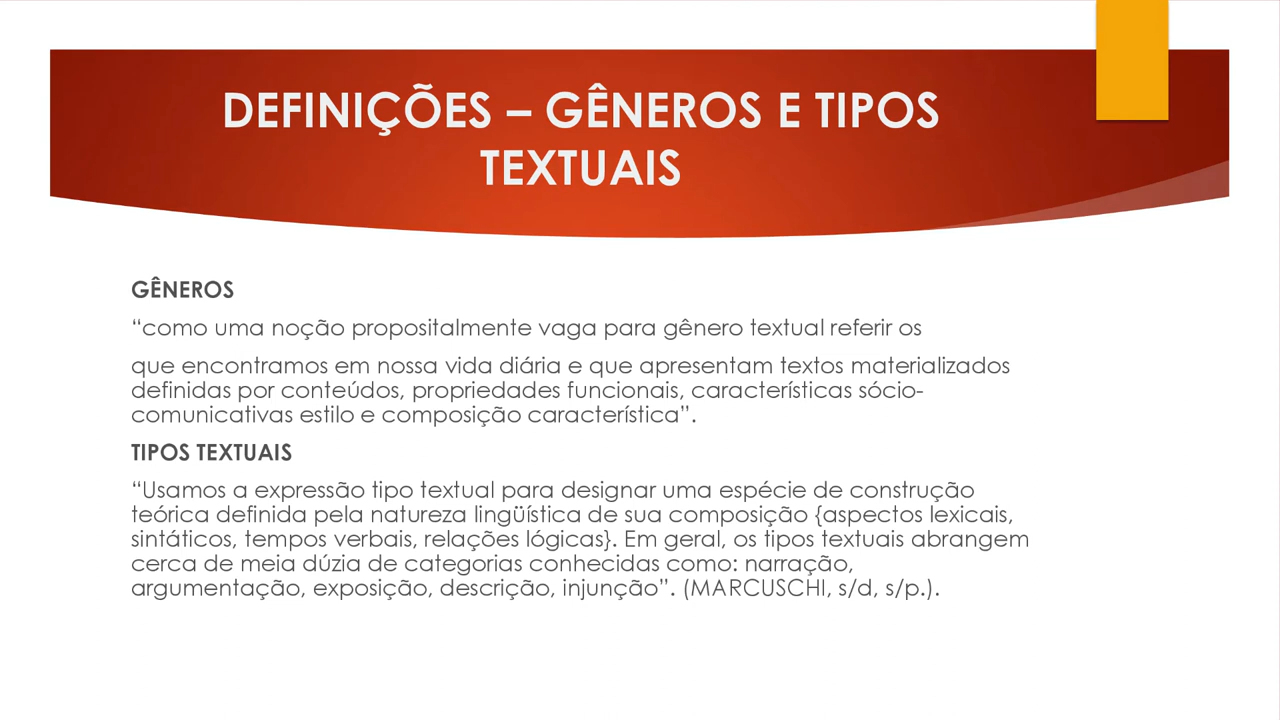 DEFINIÇÕES – GÊNEROS E TIPOS
TEXTUAIS
GÊNEROS
“como uma noção propositalmente vaga para gênero textual referir os
que encontramos em nossa vida diária e que apresentam textos materializados
definidas por conteúdos, propriedades funcionais, características sócio-
comunicativas estilo e composição característica”.
TIPOS TEXTUAIS
“Usamos a expressão tipo textual para designar uma espécie de construção
teórica definida pela natureza lingüística de sua composição {aspectos lexicais,
sintáticos, tempos verbais, relações lógicas}. Em geral, os tipos textuais abrangem
cerca de meia dúzia de categorias conhecidas como: narração,
argumentação, exposição, descrição, injunção”. (MARCUSCHI, s/d, s/p.).